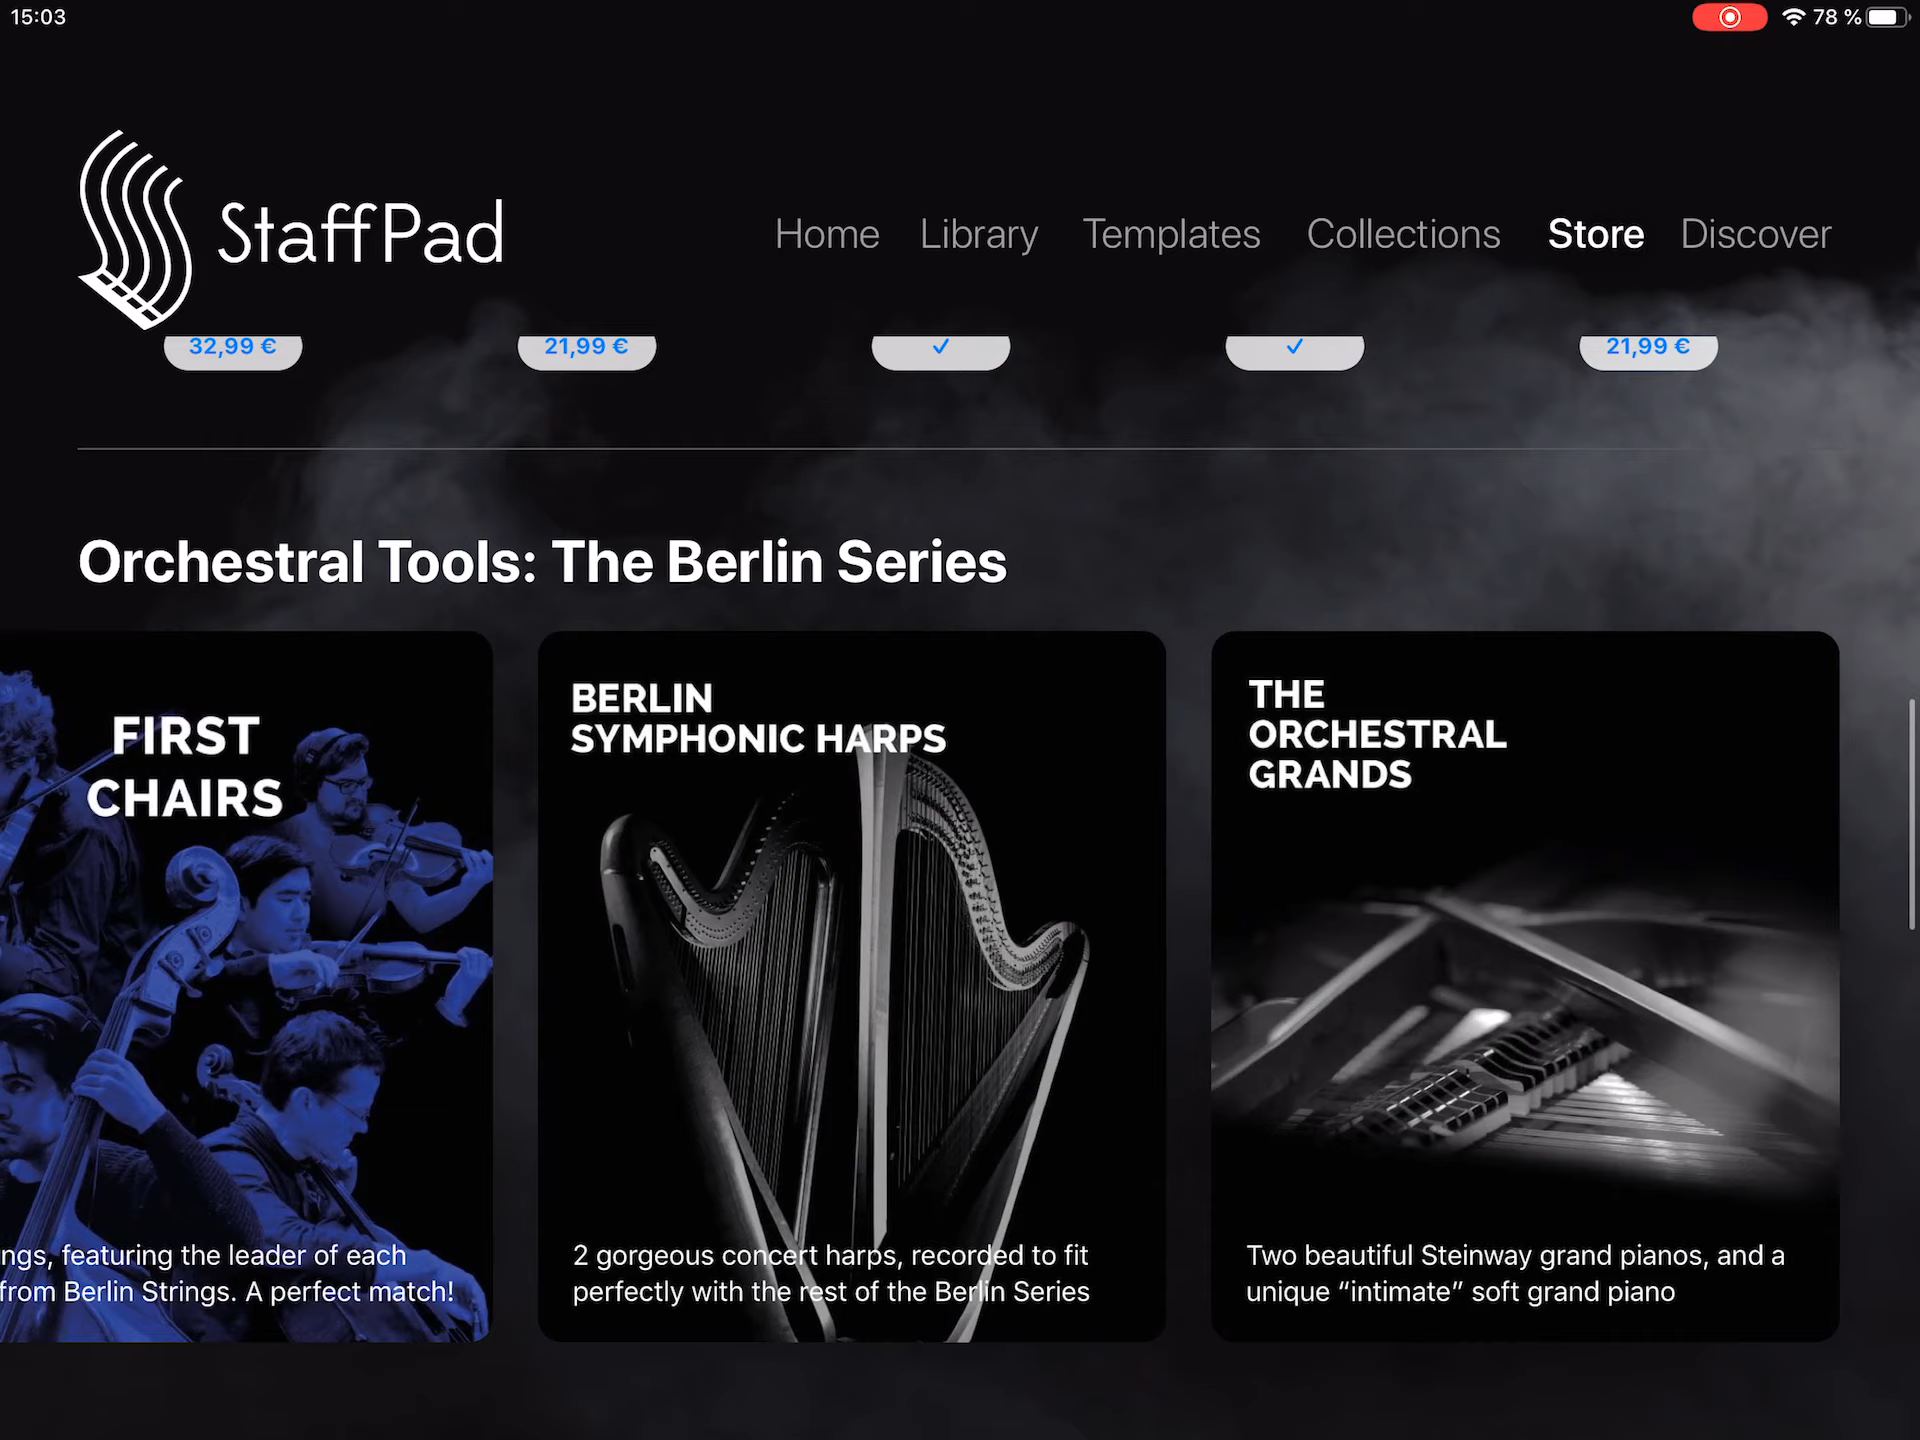 15:03
78 %
StaffPad
Home Library Templates Collections Store Discover
32,99 € 21,99 € 21,99 €
Orchestral Tools: The Berlin Series
FIRST
CHAIRS
ngs, featuring the leader of each
from Berlin Strings. A perfect match!
BERLIN
SYMPHONIC HARPS
2 gorgeous concert harps, recorded to fit
perfectly with the rest of the Berlin Series
THE
ORCHESTRAL
GRANDS
Two beautiful Steinway grand pianos, and a
unique “intimate” soft grand piano